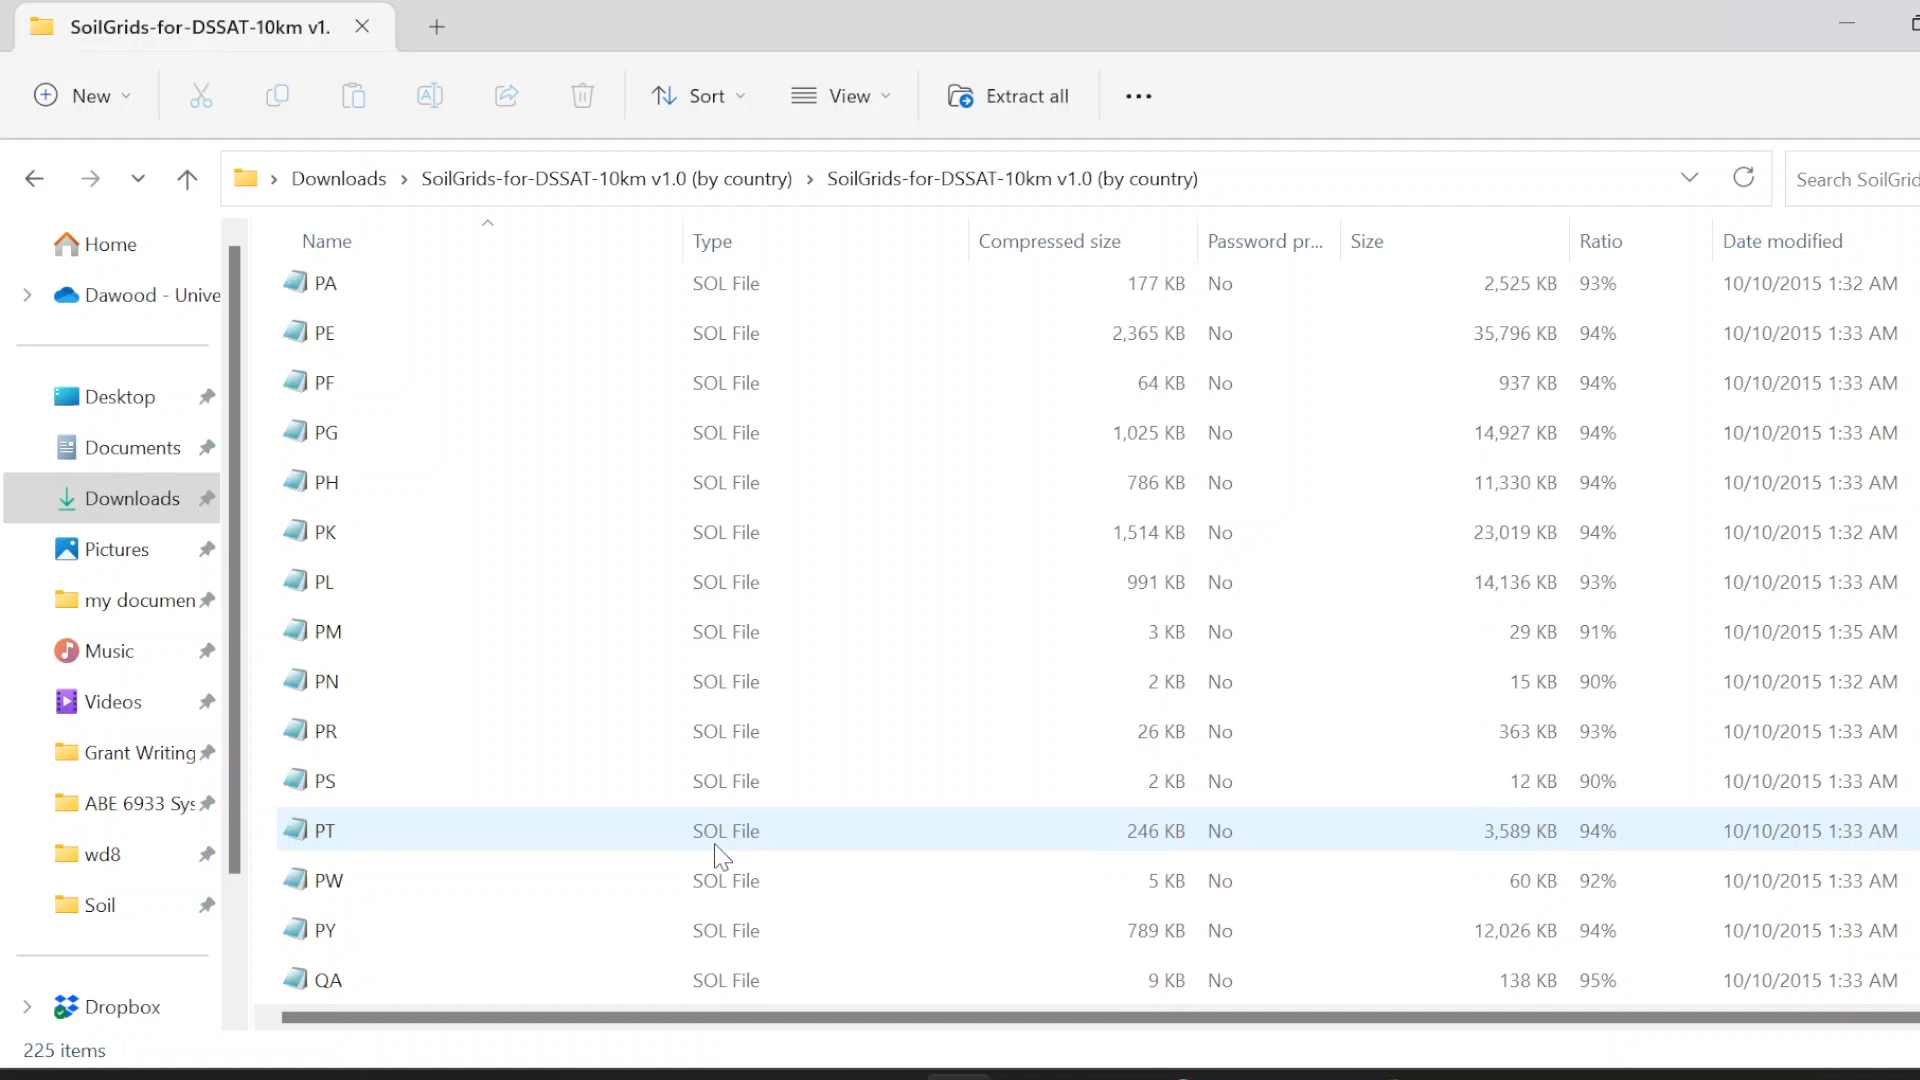 SoilGrids-for-DSSAT-10km v1.
New
Sort
View
Extract all
Downloads > SoilGrids-for-DSSAT-10km v1.0 (by country) > SoilGrids-for-DSSAT-10km v1.0 (by country)
Search SoilGrid
Home
Dawood - Unive
Desktop
Documents
Downloads
Pictures
my documen
Music
Videos
Grant Writing
ABE 6933 Sys
wd8
Soil
Dropbox
Name Type Compressed size Password pr... Size Ratio Date modified
PA SOL File 177 KB No 2,525 KB 93% 10/10/2015 1:32 AM
PE SOL File 2,365 KB No 35,796 KB 94% 10/10/2015 1:33 AM
PF SOL File 64 KB No 937 KB 94% 10/10/2015 1:33 AM
PG SOL File 1,025 KB No 14,927 KB 94% 10/10/2015 1:33 AM
PH SOL File 786 KB No 11,330 KB 94% 10/10/2015 1:33 AM
PK SOL File 1,514 KB No 23,019 KB 94% 10/10/2015 1:32 AM
PL SOL File 991 KB No 14,136 KB 93% 10/10/2015 1:33 AM
PM SOL File 3 KB No 29 KB 91% 10/10/2015 1:35 AM
PN SOL File 2 KB No 15 KB 90% 10/10/2015 1:32 AM
PR SOL File 26 KB No 363 KB 93% 10/10/2015 1:33 AM
PS SOL File 2 KB No 12 KB 90% 10/10/2015 1:33 AM
PT SOL File 246 KB No 3,589 KB 94% 10/10/2015 1:33 AM
PW SOL File 5 KB No 60 KB 92% 10/10/2015 1:33 AM
PY SOL File 789 KB No 12,026 KB 94% 10/10/2015 1:33 AM
QA SOL File 9 KB No 138 KB 95% 10/10/2015 1:33 AM
225 items